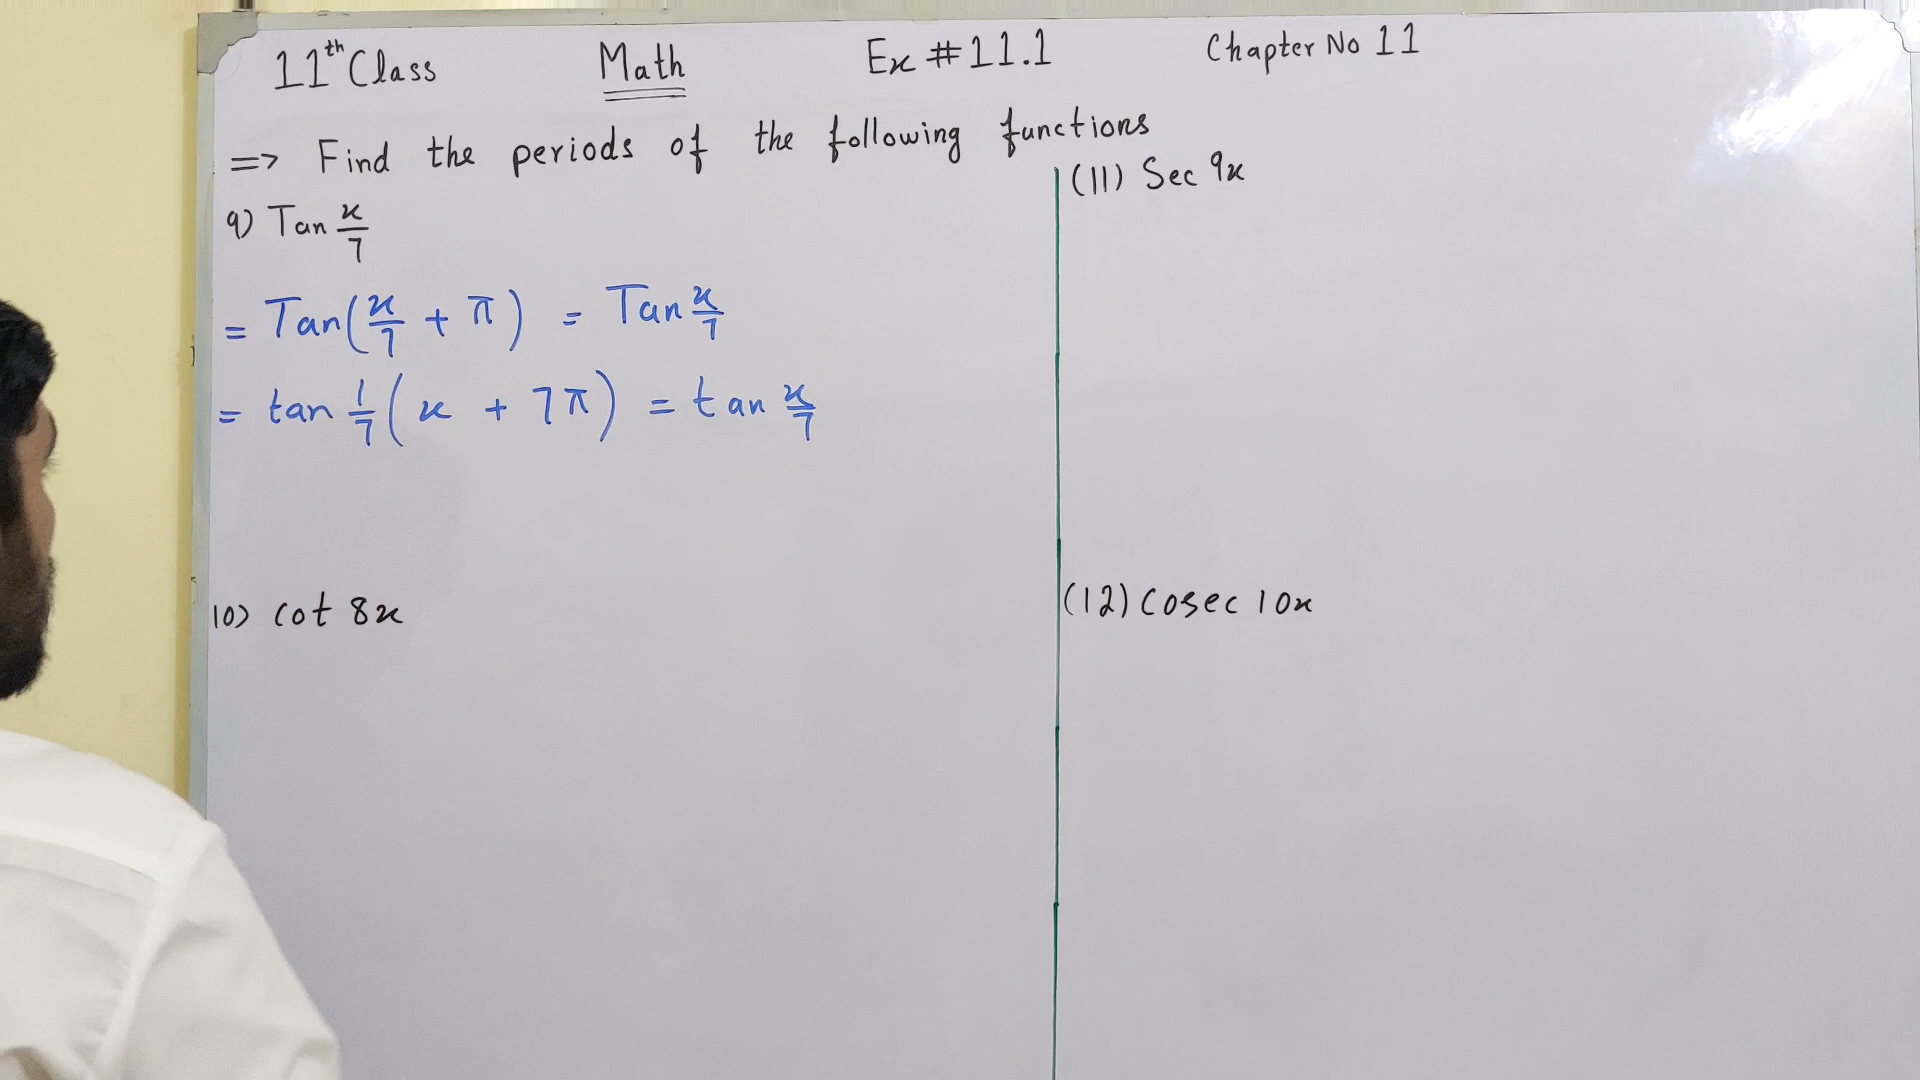 11th Class Math Ex #11.1 Chapter No 11
=> Find the periods of the following functions
9) Tan x/7
= Tan(x/7 + π) = Tan x/7
= tan 1/7(x + 7π) = tan x/7
10) cot 8x
(11) Sec 9x
(12) Cosec 10x